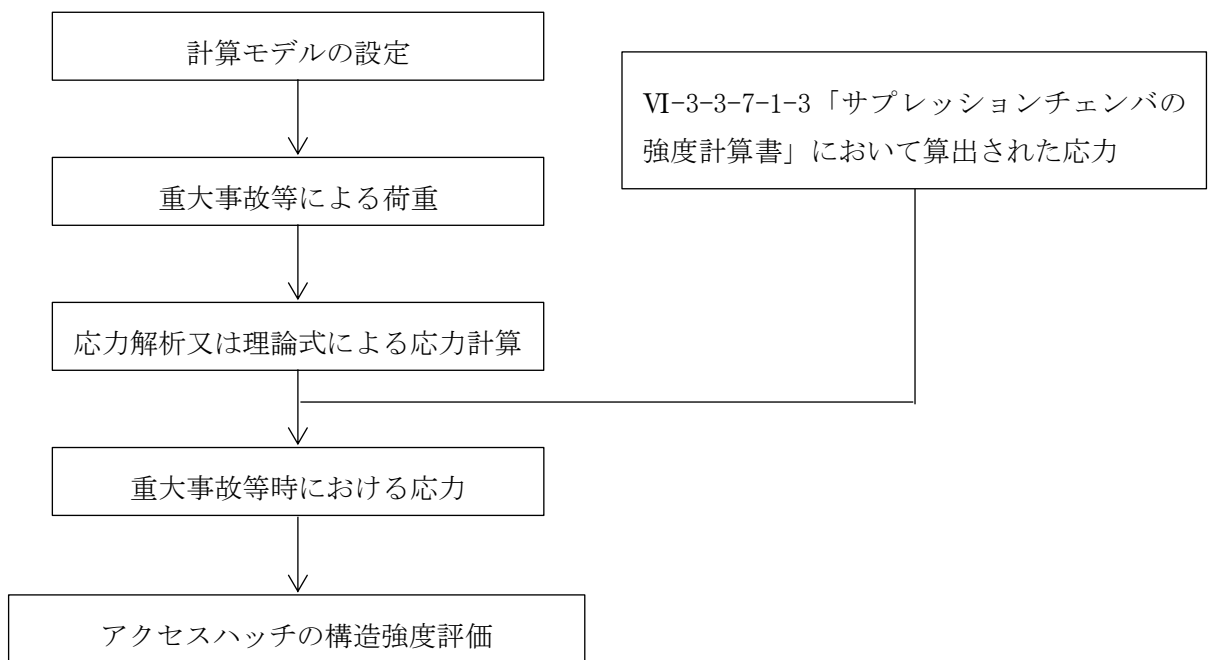 計算モデルの設定
Ⅵ-3-3-7-1-3「サプレッションチェンバの
強度計算書」において算出された応力
重大事故等による荷重
応力解析又は理論式による応力計算
重大事故等時における応力
アクセスハッチの構造強度評価